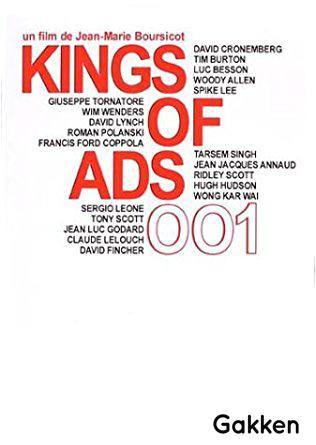 un film de Jean-Marie Boursicot
DAVID CRONEMBERG
TIM BURTON
LUC BESSON
WOODY ALLEN
SPIKE LEE
KINGS
GIUSEPPE TORNATORE
WIM WENDERS
DAVID LYNCH
ROMAN POLANSKI
FRANCIS FORD COPPOLA
OF
TARSEM SINGH
JEAN JACQUES ANNAUD
RIDLEY SCOTT
HUGH HUDSON
WONG KAR WAI
ADS
SERGIO LEONE
TONY SCOTT
JEAN LUC GODARD
CLAUDE LELOUCH
DAVID FINCHER
001
Gakken